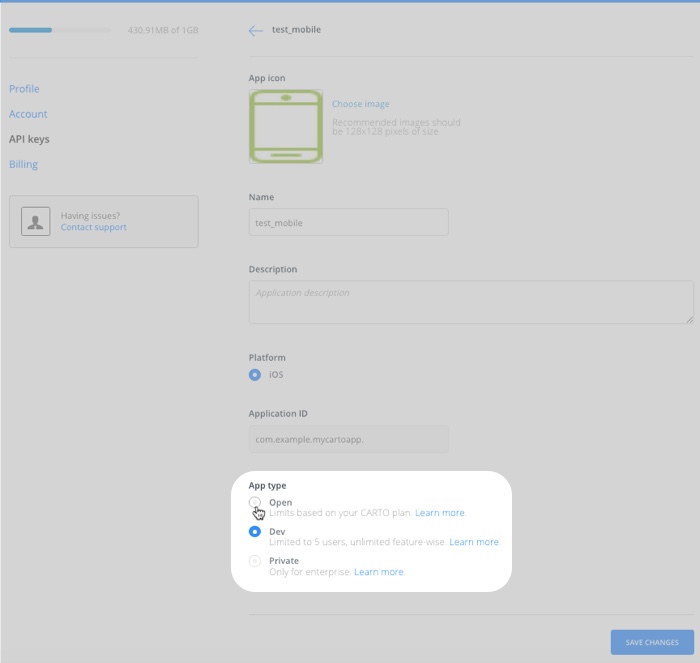 430.91MB of 1GB
test_mobile
Profile
Account
API keys
Billing
Having issues?
Contact support
App icon
Choose image
Recommended images should
be 128x128 pixels of size
Name
test_mobile
Description
Application description
Platform
iOS
Application ID
com.example.mycartoapp.
App type
Open
Limits based on your CARTO plan. Learn more
Dev
Limited to 5 users, unlimited feature-wise. Learn more
Private
Only for enterprise. Learn more.
SAVE CHANGES